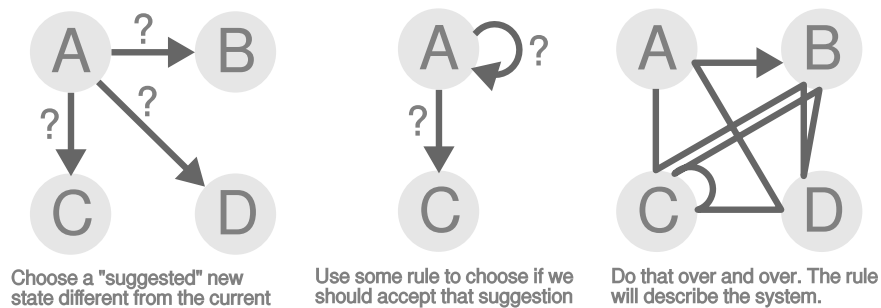 A ? B
? ?
C D
Choose a "suggested" new
state different from the current
A ?
?
C
Use some rule to choose if we
should accept that suggestion
A B
C D
Do that over and over. The rule
will describe the system.